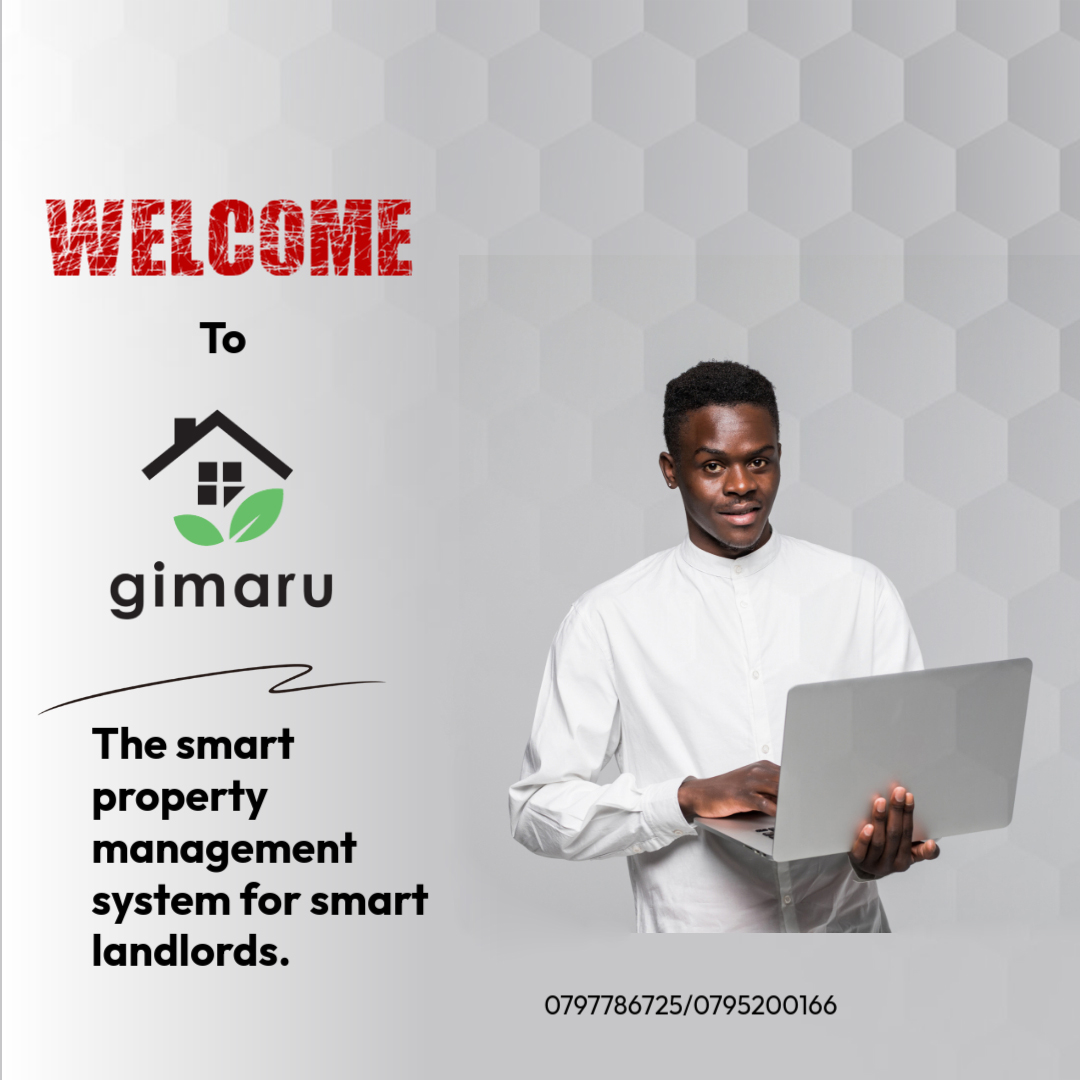 WELCOME
To
gimaru
The smart
property
management
system for smart
landlords.
0797786725/0795200166